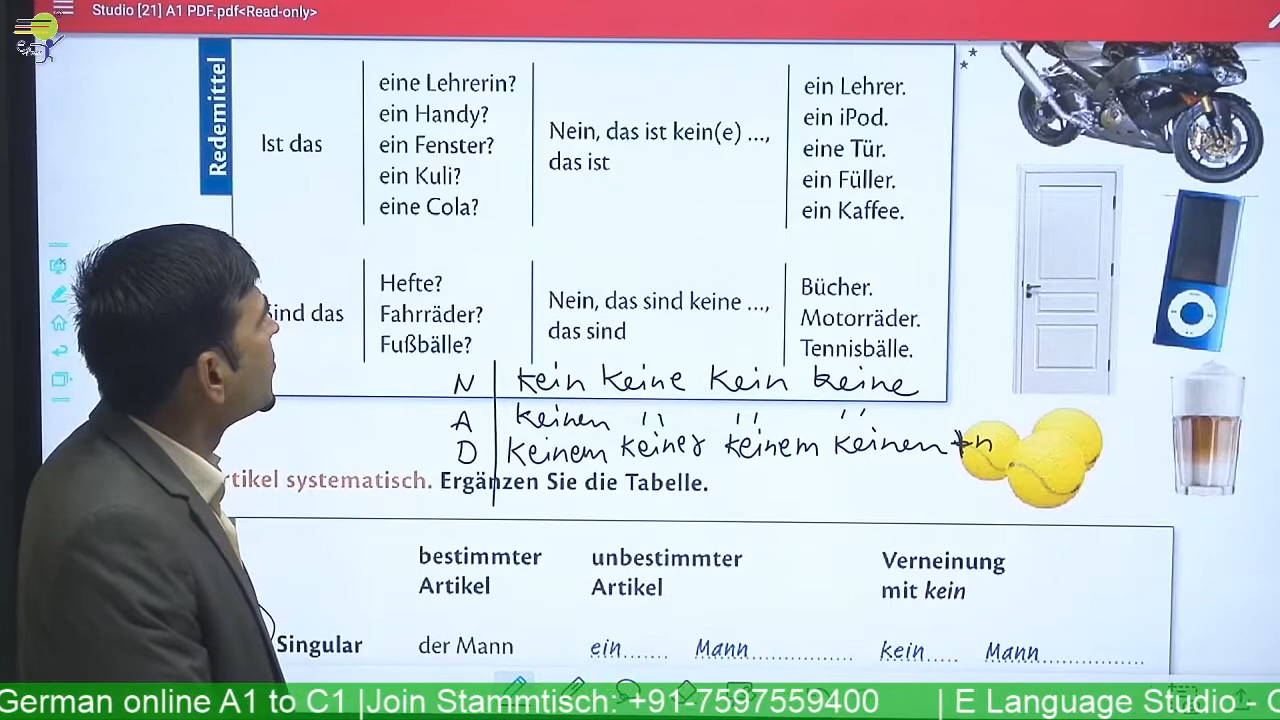 Studio [21] A1 PDF.pdf<Read-only>
Redemittel
Ist das
eine Lehrerin?
ein Handy?
ein Fenster?
ein Kuli?
eine Cola?
Nein, das ist kein(e) ...,
das ist
ein Lehrer.
ein iPod.
eine Tür.
ein Füller.
ein Kaffee.
ind das
Hefte?
Fahrräder?
Fußbälle?
Nein, das sind keine ...,
das sind
Bücher.
Motorräder.
Tennisbälle.
N kein keine kein keine
A keinen '' '' ''
D keinem keiner keinem keinen +n
rtikel systematisch. Ergänzen Sie die Tabelle.
bestimmter
Artikel
unbestimmter
Artikel
Verneinung
mit kein
Singular der Mann ein....... Mann.................... kein..... Mann........................
German online A1 to C1 |Join Stammtisch: +91-7597559400 | E Language Studio - C